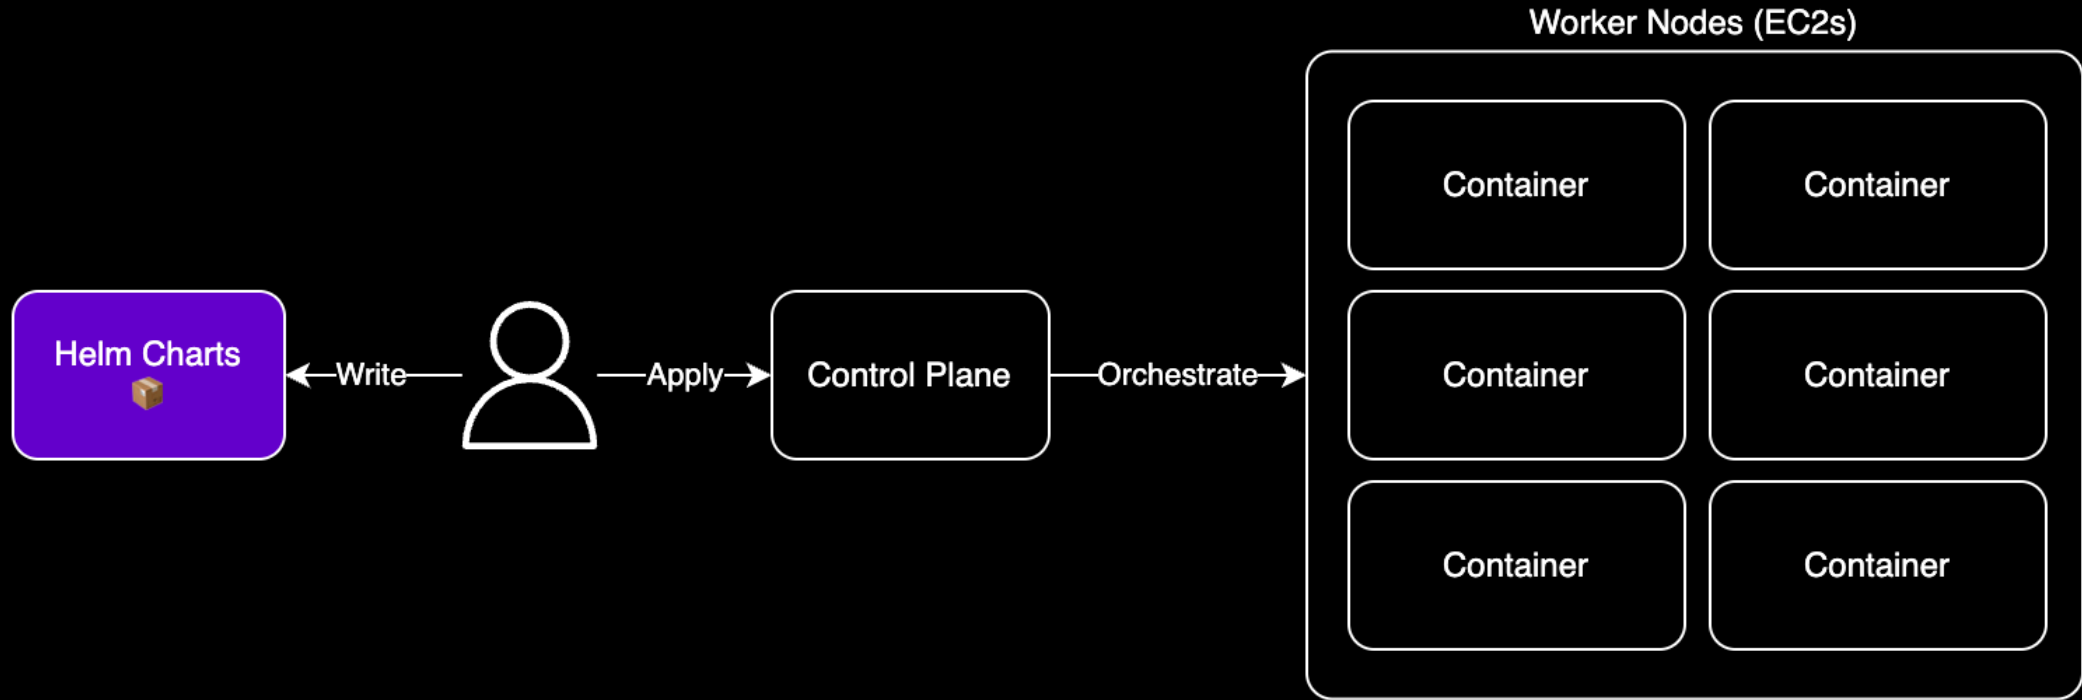 Worker Nodes (EC2s)
Helm Charts
Write
Apply
Control Plane
Orchestrate
Container
Container
Container
Container
Container
Container